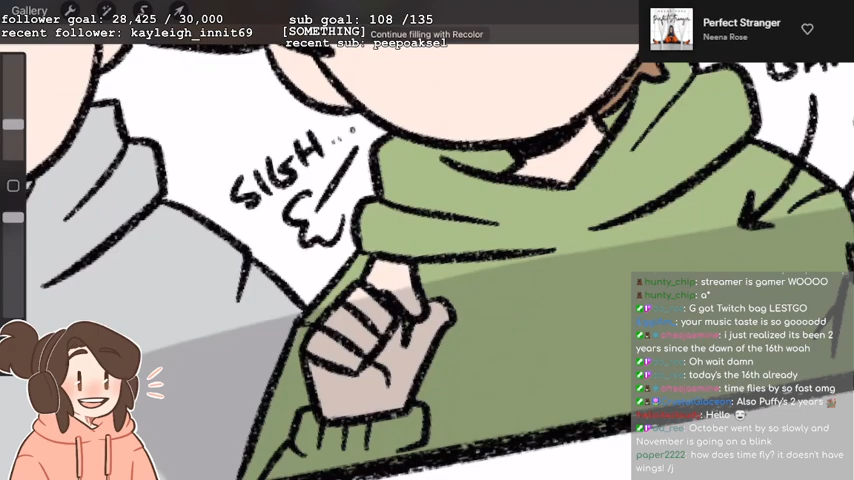 Gallery
follower goal: 28,425 / 30,000
recent follower: kayleigh_innit69
sub goal: 108 /135
[SOMETHING]
recent sub: peepoaksel
Continue filling with Recolor
Perfect Stranger
Neena Rose
SIGH...
hunty_chip: streamer is gamer WOOOO
hunty_chip: a*
: G got Twitch bag LESTGO
: your music taste is so goooodd
: i just realized its been 2
years since the dawn of the 16th woah
: Oh wait damn
: today's the 16th already
: time flies by so fast omg
: Also Puffy's 2 years
: Hello
: October went by so slowly and
November is going on a blink
paper2222: how does time fly? it doesn't have
wings! /j